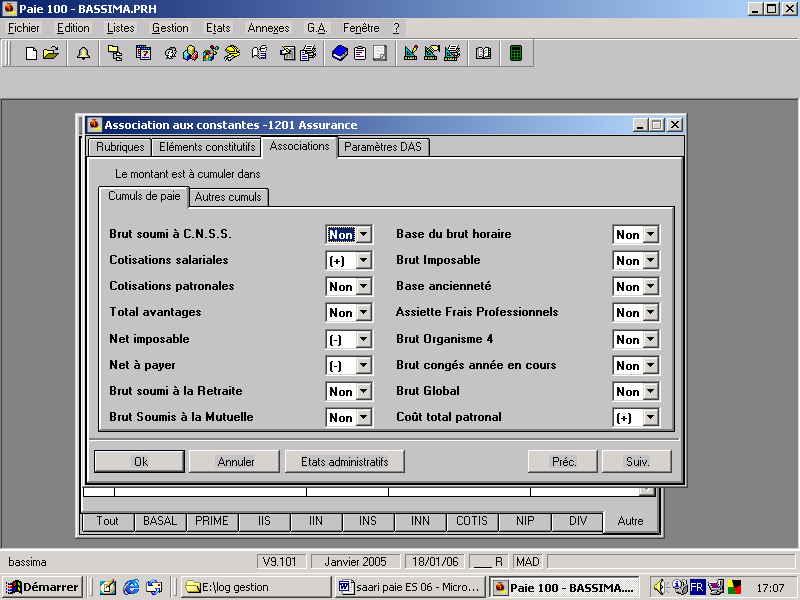 Paie 100 - BASSIMA.PRH
Fichier Edition Listes Gestion Etats Annexes G.A. Fenêtre ?
Association aux constantes -1201 Assurance
Rubriques Eléments constitutifs Associations Paramètres DAS
Le montant est à cumuler dans
Cumuls de paie Autres cumuls
Brut soumi à C.N.S.S. Non Base du brut horaire Non
Cotisations salariales (+) Brut Imposable Non
Cotisations patronales Non Base ancienneté Non
Total avantages Non Assiette Frais Professionnels Non
Net imposable (-) Brut Organisme 4 Non
Net à payer (-) Brut congés année en cours Non
Brut soumi à la Retraite Non Brut Global Non
Brut Soumis à la Mutuelle Non Coût total patronal (+)
Ok Annuler Etats administratifs Préc. Suiv.
Tout BASAL PRIME IIS IIN INS INN COTIS NIP DIV Autre
bassima V9.101 Janvier 2005 18/01/06 ___ R MAD
Démarrer E:\log gestion saari paie ES 06 - Micro... Paie 100 - BASSIMA.... FR 17:07